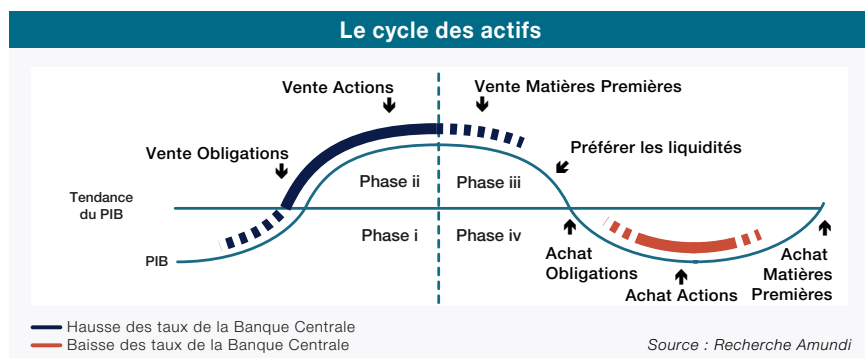 Le cycle des actifs
Vente Actions
Vente Matières Premières
Vente Obligations
Préférer les liquidités
Phase ii
Phase iii
Tendance
du PIB
Phase i
Phase iv
PIB
Achat
Obligations
Achat Actions
Achat
Matières
Premières
Hausse des taux de la Banque Centrale
Baisse des taux de la Banque Centrale
Source : Recherche Amundi